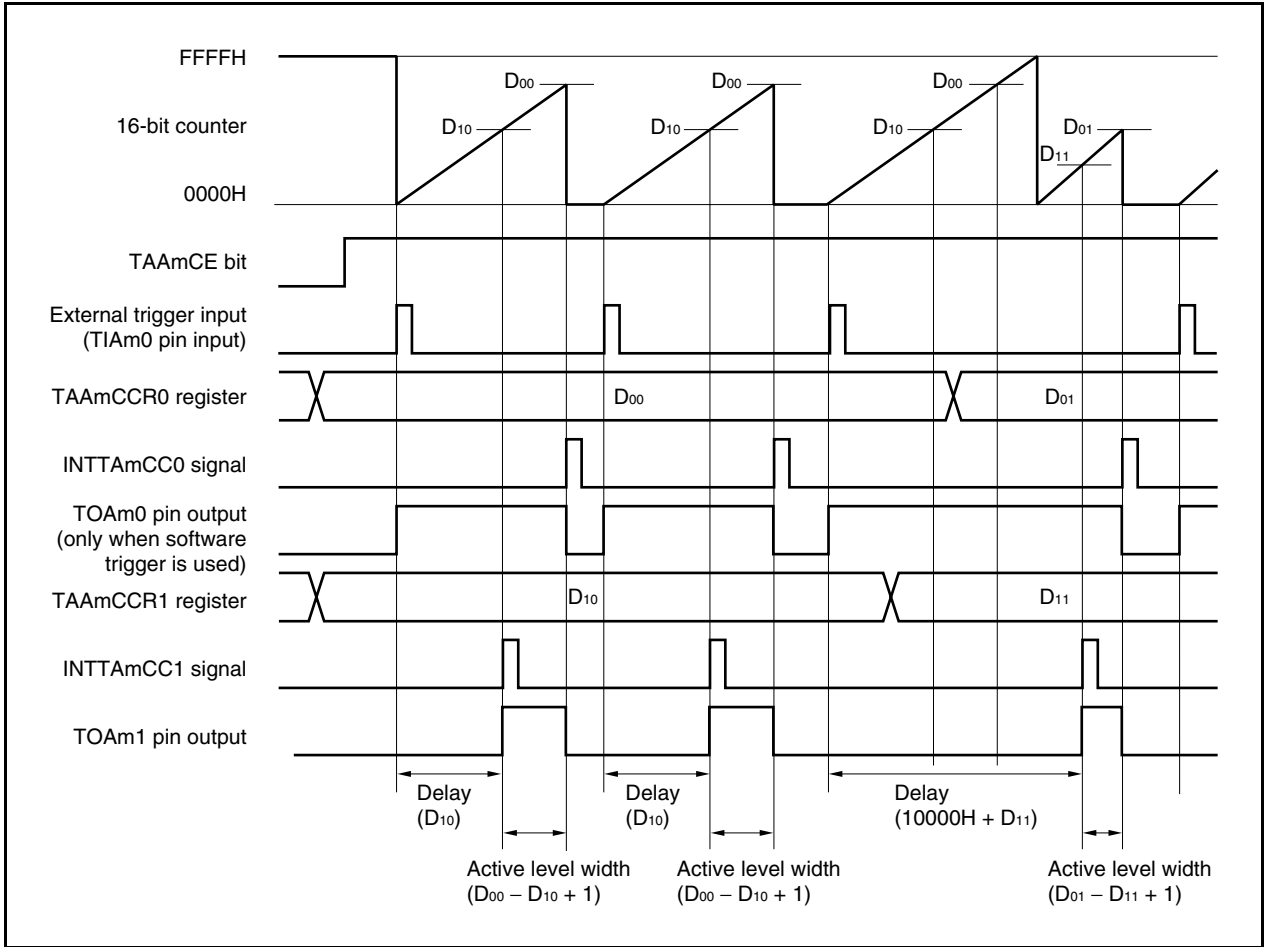 FFFFH
D00
D00
D00
16-bit counter
D10
D10
D10
D01
D11
0000H
TAAmCE bit
External trigger input
(TIAm0 pin input)
TAAmCCR0 register
D00
D01
INTTAmCC0 signal
TOAm0 pin output
(only when software
trigger is used)
TAAmCCR1 register
D10
D11
INTTAmCC1 signal
TOAm1 pin output
Delay
(D10)
Delay
(D10)
Delay
(10000H + D11)
Active level width
(D00 − D10 + 1)
Active level width
(D00 − D10 + 1)
Active level width
(D01 − D11 + 1)